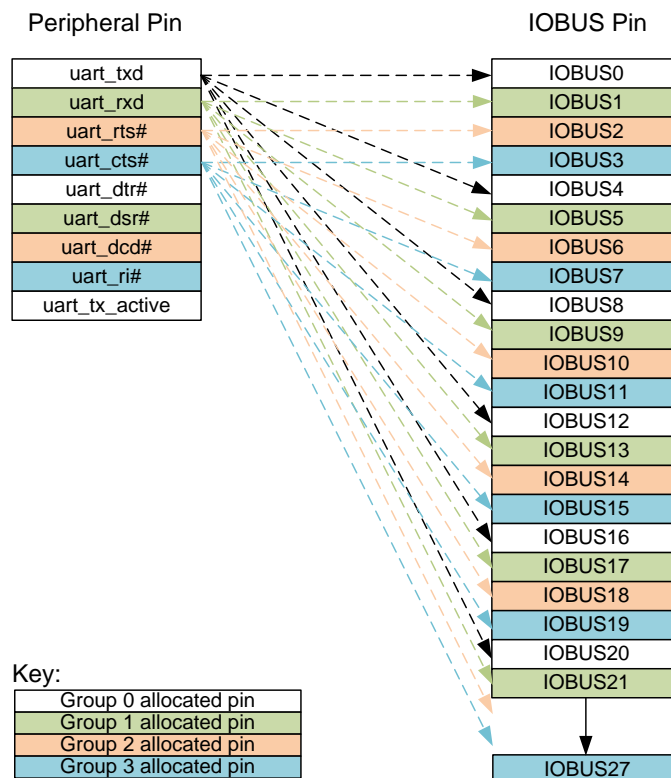 Peripheral Pin
uart_txd
uart_rxd
uart_rts#
uart_cts#
uart_dtr#
uart_dsr#
uart_dcd#
uart_ri#
uart_tx_active
IOBUS Pin
IOBUS0
IOBUS1
IOBUS2
IOBUS3
IOBUS4
IOBUS5
IOBUS6
IOBUS7
IOBUS8
IOBUS9
IOBUS10
IOBUS11
IOBUS12
IOBUS13
IOBUS14
IOBUS15
IOBUS16
IOBUS17
IOBUS18
IOBUS19
IOBUS20
IOBUS21
IOBUS27
Key:
Group 0 allocated pin
Group 1 allocated pin
Group 2 allocated pin
Group 3 allocated pin